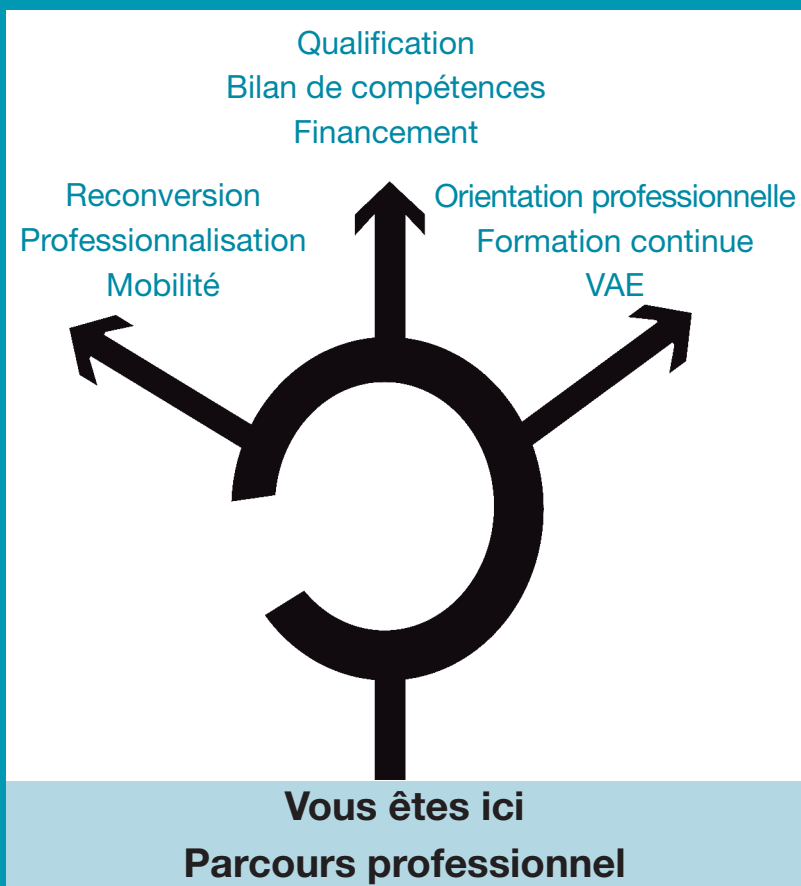 Qualification
Bilan de compétences
Financement
Reconversion
Professionnalisation
Mobilité
Orientation professionnelle
Formation continue
VAE
Vous êtes ici
Parcours professionnel